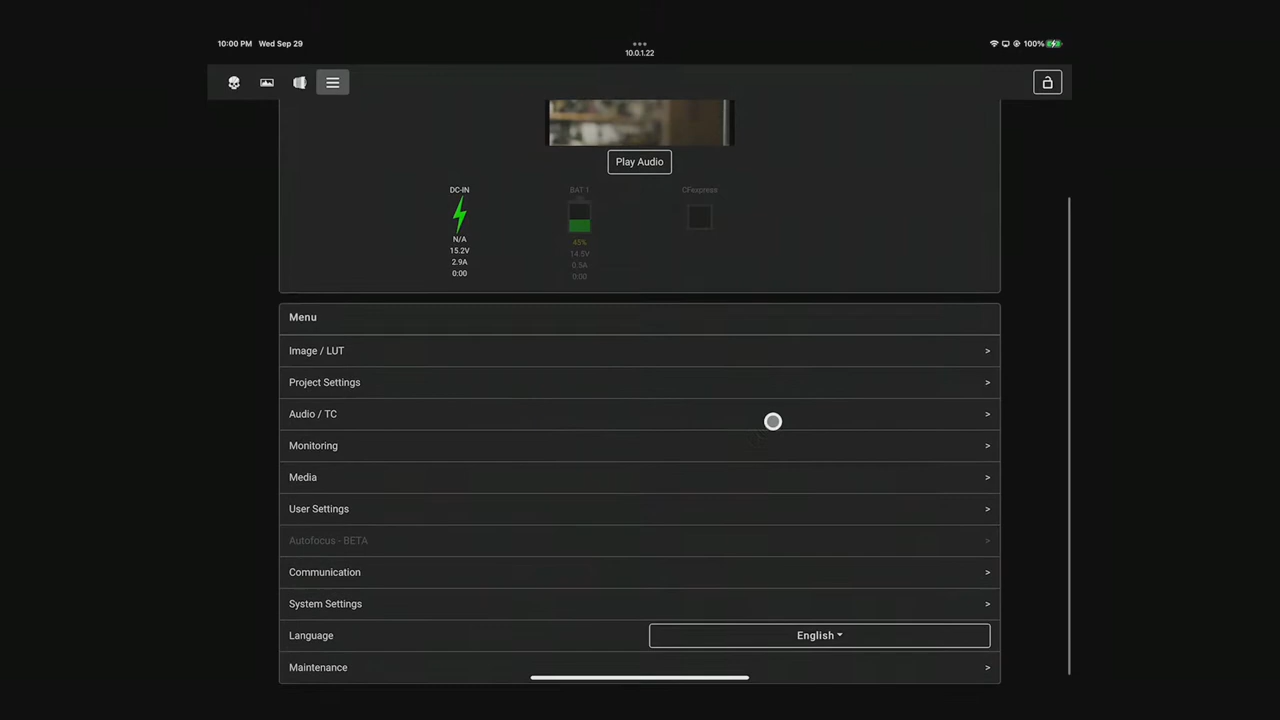 10:00 PM Wed Sep 29
10.0.1.22
100%
Play Audio
DC-IN
BAT 1
CFexpress
N/A
15.2V
2.9A
0:00
45%
14.5V
0.5A
0:00
Menu
Image / LUT >
Project Settings >
Audio / TC >
Monitoring >
Media >
User Settings >
Autofocus - BETA >
Communication >
System Settings >
Language English
Maintenance >